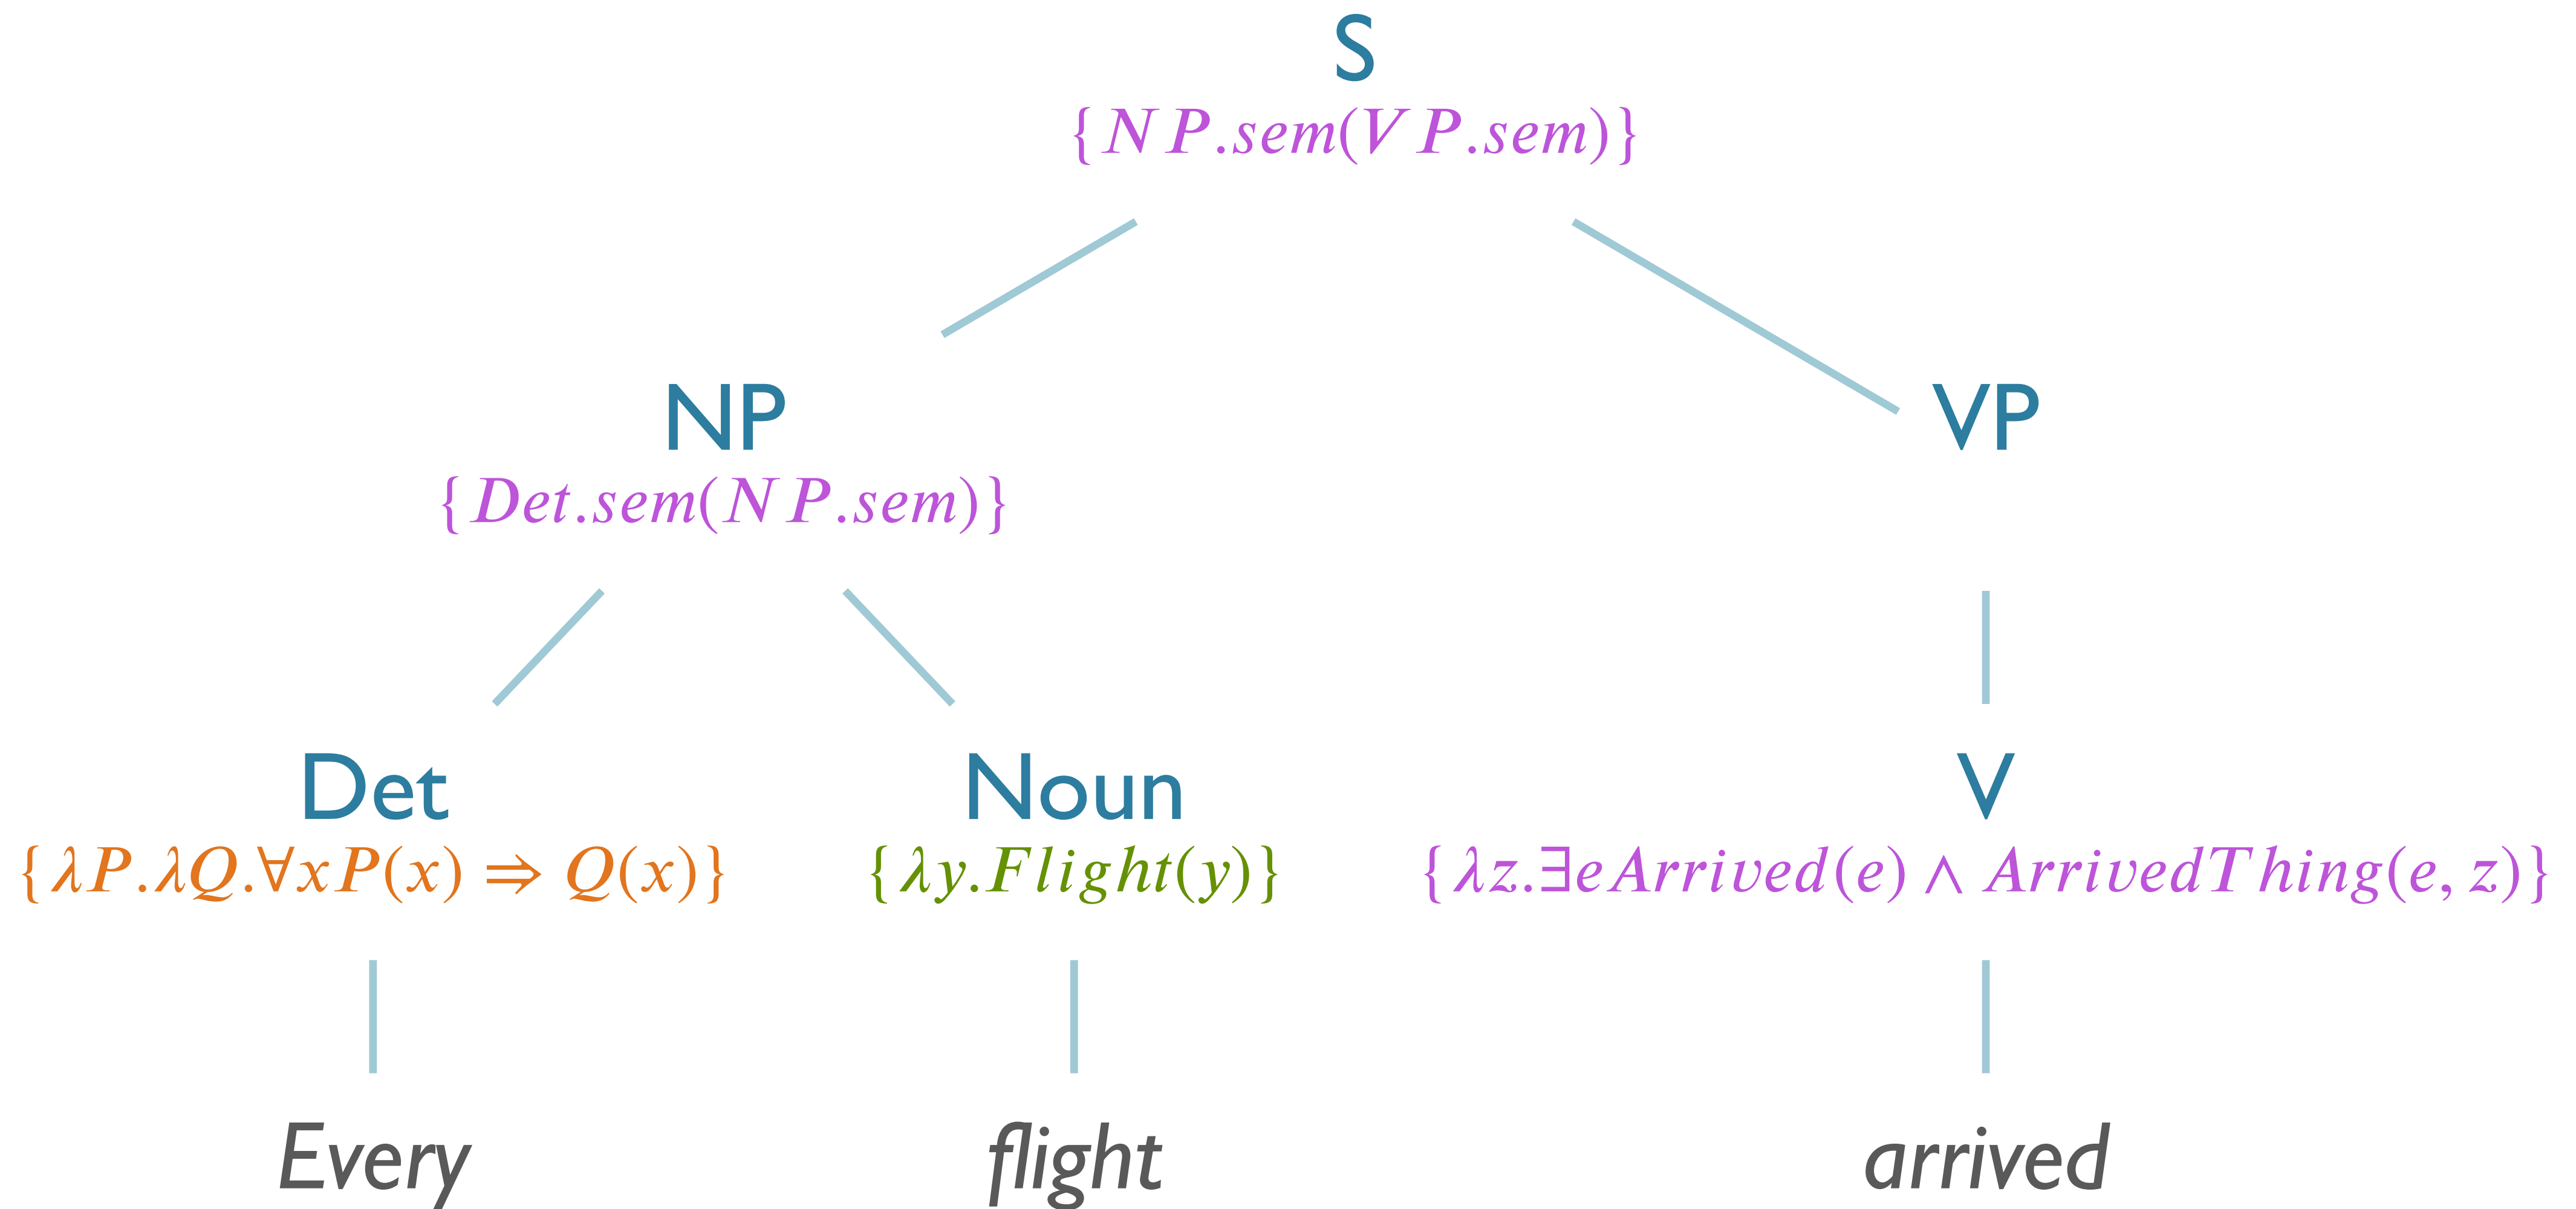 S
{NP.sem(VP.sem)}
NP VP
{Det.sem(NP.sem)}
Det Noun V
{λP.λQ.∀xP(x) ⇒ Q(x)} {λy.Flight(y)} {λz.∃eArrived(e) ∧ ArrivedThing(e, z)}
Every flight arrived